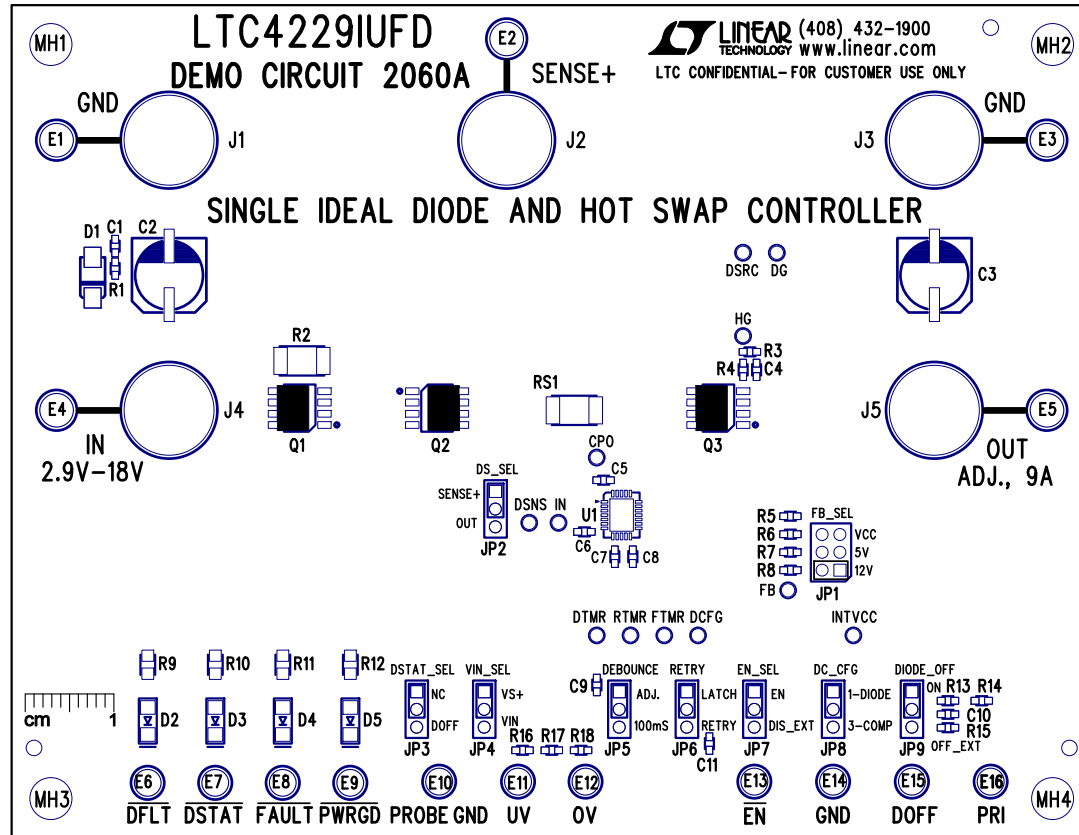 MH1
LTC4229IUFD
E2
LINEAR (408) 432-1900
TECHNOLOGY www.linear.com
MH2
DEMO CIRCUIT 2060A
SENSE+
LTC CONFIDENTIAL-FOR CUSTOMER USE ONLY
GND
GND
E1
J1
J2
J3
E3
SINGLE IDEAL DIODE AND HOT SWAP CONTROLLER
D1
C1
C2
R1
DSRC
DG
C3
HG
R2
R3
R4
C4
RS1
E4
J4
J5
E5
Q1
Q2
Q3
IN
2.9V-18V
OUT
ADJ., 9A
CPO
C5
DS_SEL
SENSE+
OUT
JP2
DSNS
IN
U1
C6
C7
C8
FB_SEL
R5
R6
VCC
R7
5V
R8
12V
FB
JP1
DTMR
RTMR
FTMR
DCFG
INTVCC
R9
R10
R11
R12
DSTAT_SEL
VIN_SEL
DEBOUNCE
RETRY
EN_SEL
DC_CFG
DIODE_OFF
C9
NC
VS+
ADJ.
LATCH
EN
1-DIODE
ON
R13
R14
cm
1
D2
D3
D4
D5
DOFF
VIN
100mS
RETRY
DIS_EXT
3-COMP
C10
R15
JP3
JP4
R16
R17
R18
JP5
JP6
C11
JP7
JP8
JP9
OFF_EXT
MH3
E6
E7
E8
E9
E10
E11
E12
E13
E14
E15
E16
MH4
DFLT
DSTAT
FAULT
PWRGD
PROBE GND
UV
OV
EN
GND
DOFF
PRI